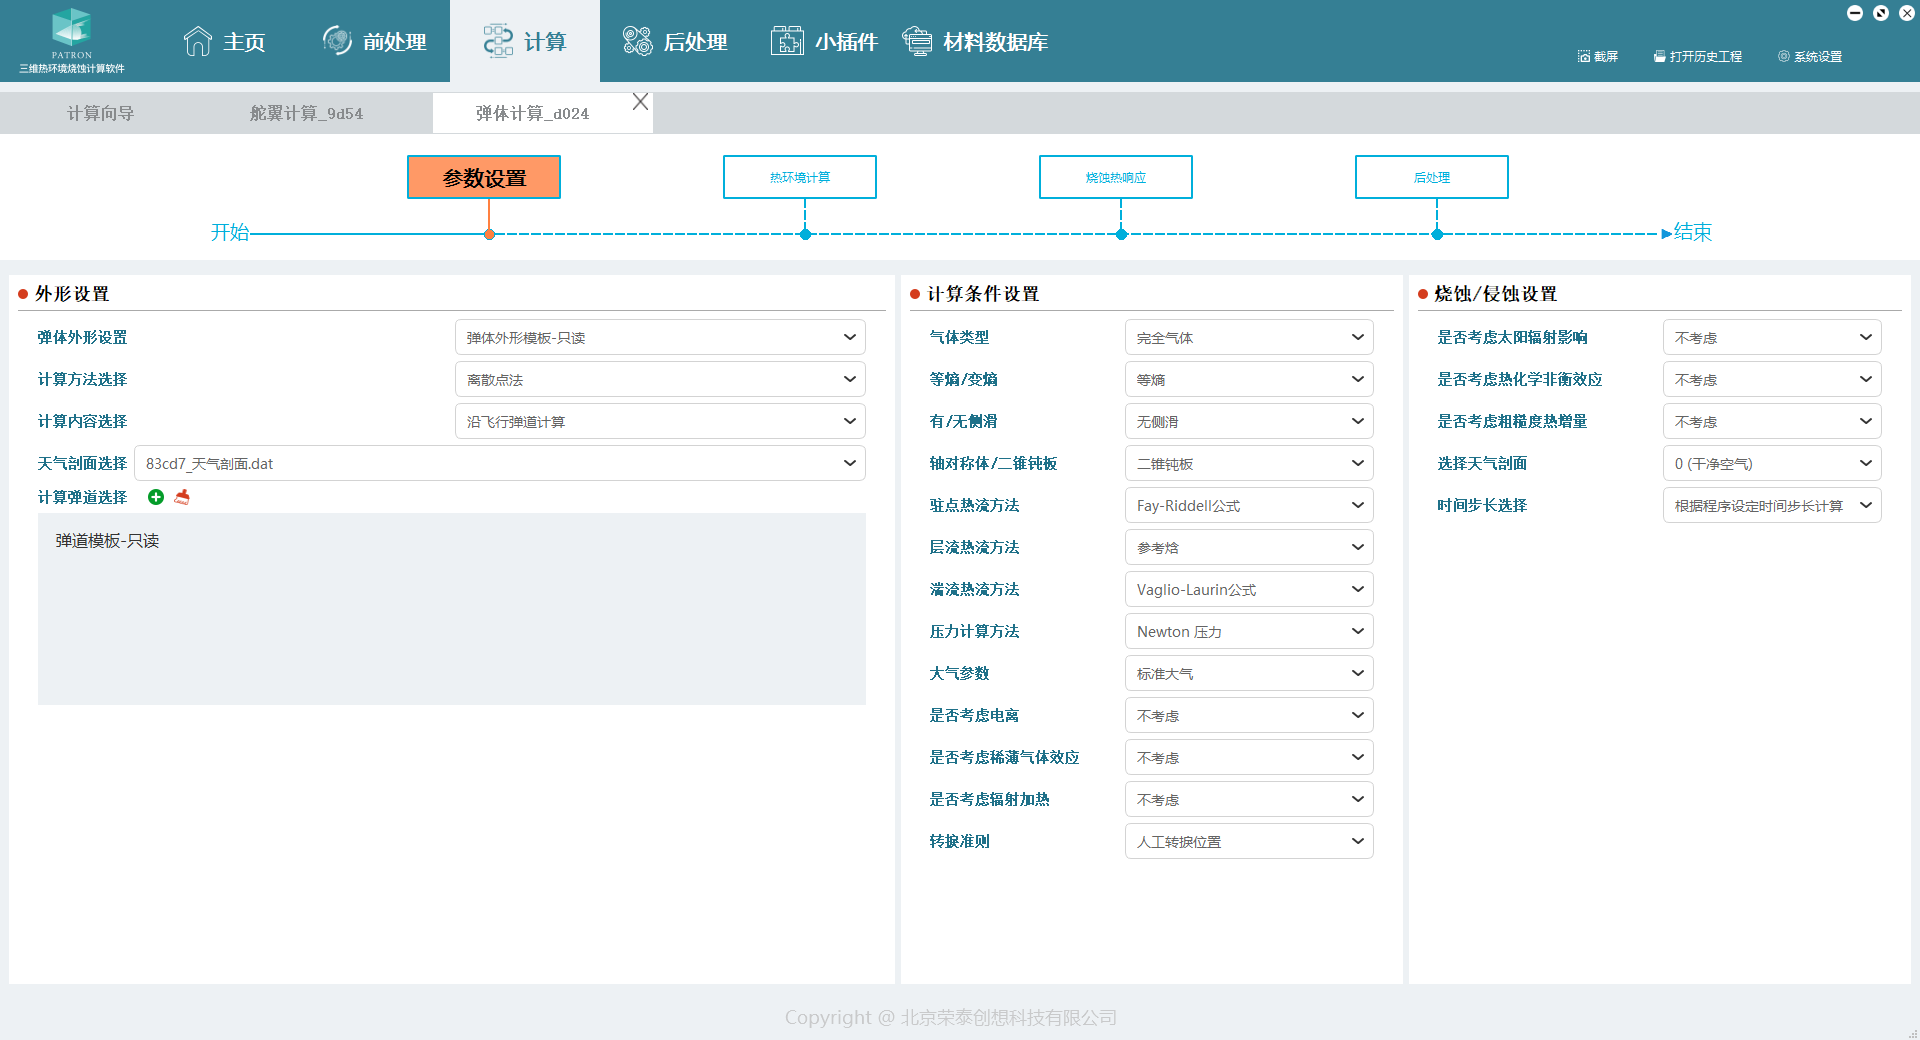 PATRON
三维热环境烧蚀计算软件
主页
前处理
计算
后处理
小插件
材料数据库
截屏
打开历史工程
系统设置
计算向导
舵翼计算_9d54
弹体计算_d024
参数设置
热环境计算
烧蚀热响应
后处理
开始
结束
外形设置
弹体外形设置
弹体外形模板-只读
计算方法选择
离散点法
计算内容选择
沿飞行弹道计算
天气剖面选择
83cd7_天气剖面.dat
计算弹道选择
弹道模板-只读
计算条件设置
气体类型
完全气体
等熵/变熵
等熵
有/无侧滑
无侧滑
轴对称体/二锥钝板
二锥钝板
驻点热流方法
Fay-Riddell公式
层流热流方法
参考焓
湍流热流方法
Vaglio-Laurin公式
压力计算方法
Newton 压力
大气参数
标准大气
是否考虑电离
不考虑
是否考虑稀薄气体效应
不考虑
是否考虑辐射加热
不考虑
转捩准则
人工转捩位置
烧蚀/侵蚀设置
是否考虑太阳辐射影响
不考虑
是否考虑热化学非衡效应
不考虑
是否考虑粗糙度热增量
不考虑
选择天气剖面
0 (干净空气)
时间步长选择
根据程序设定时间步长计算
Copyright @ 北京荣泰创想科技有限公司